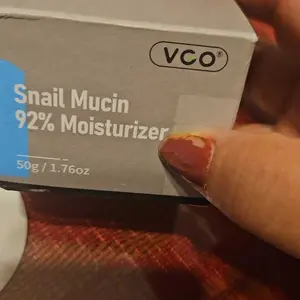 VCO®
Snail Mucin
92% Moisturizer
50g / 1.76oz